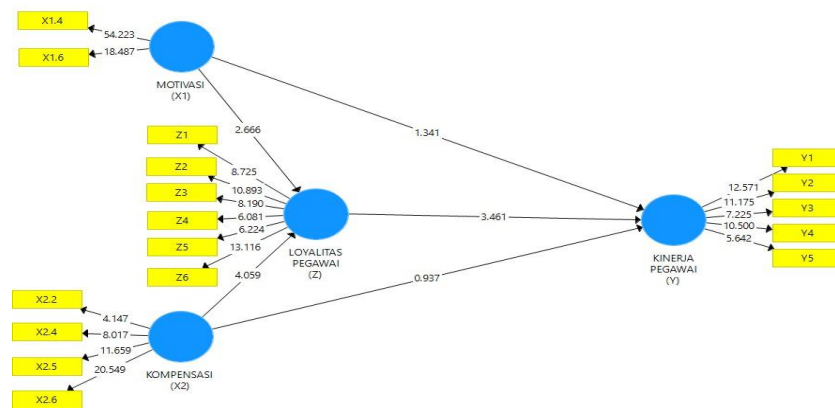 X1.4
54.223
X1.6
18.487
MOTIVASI
(X1)
2.666
1.341
Z1
8.725
Z2
10.893
Z3
8.190
Z4
6.081
Z5
6.224
Z6
13.116
LOYALITAS
PEGAWAI
(Z)
3.461
4.059
0.937
Y1
12.571
Y2
11.175
Y3
7.225
Y4
10.500
Y5
5.642
KINERJA
PEGAWAI
(Y)
X2.2
4.147
X2.4
8.017
X2.5
11.659
X2.6
20.549
KOMPENSASI
(X2)